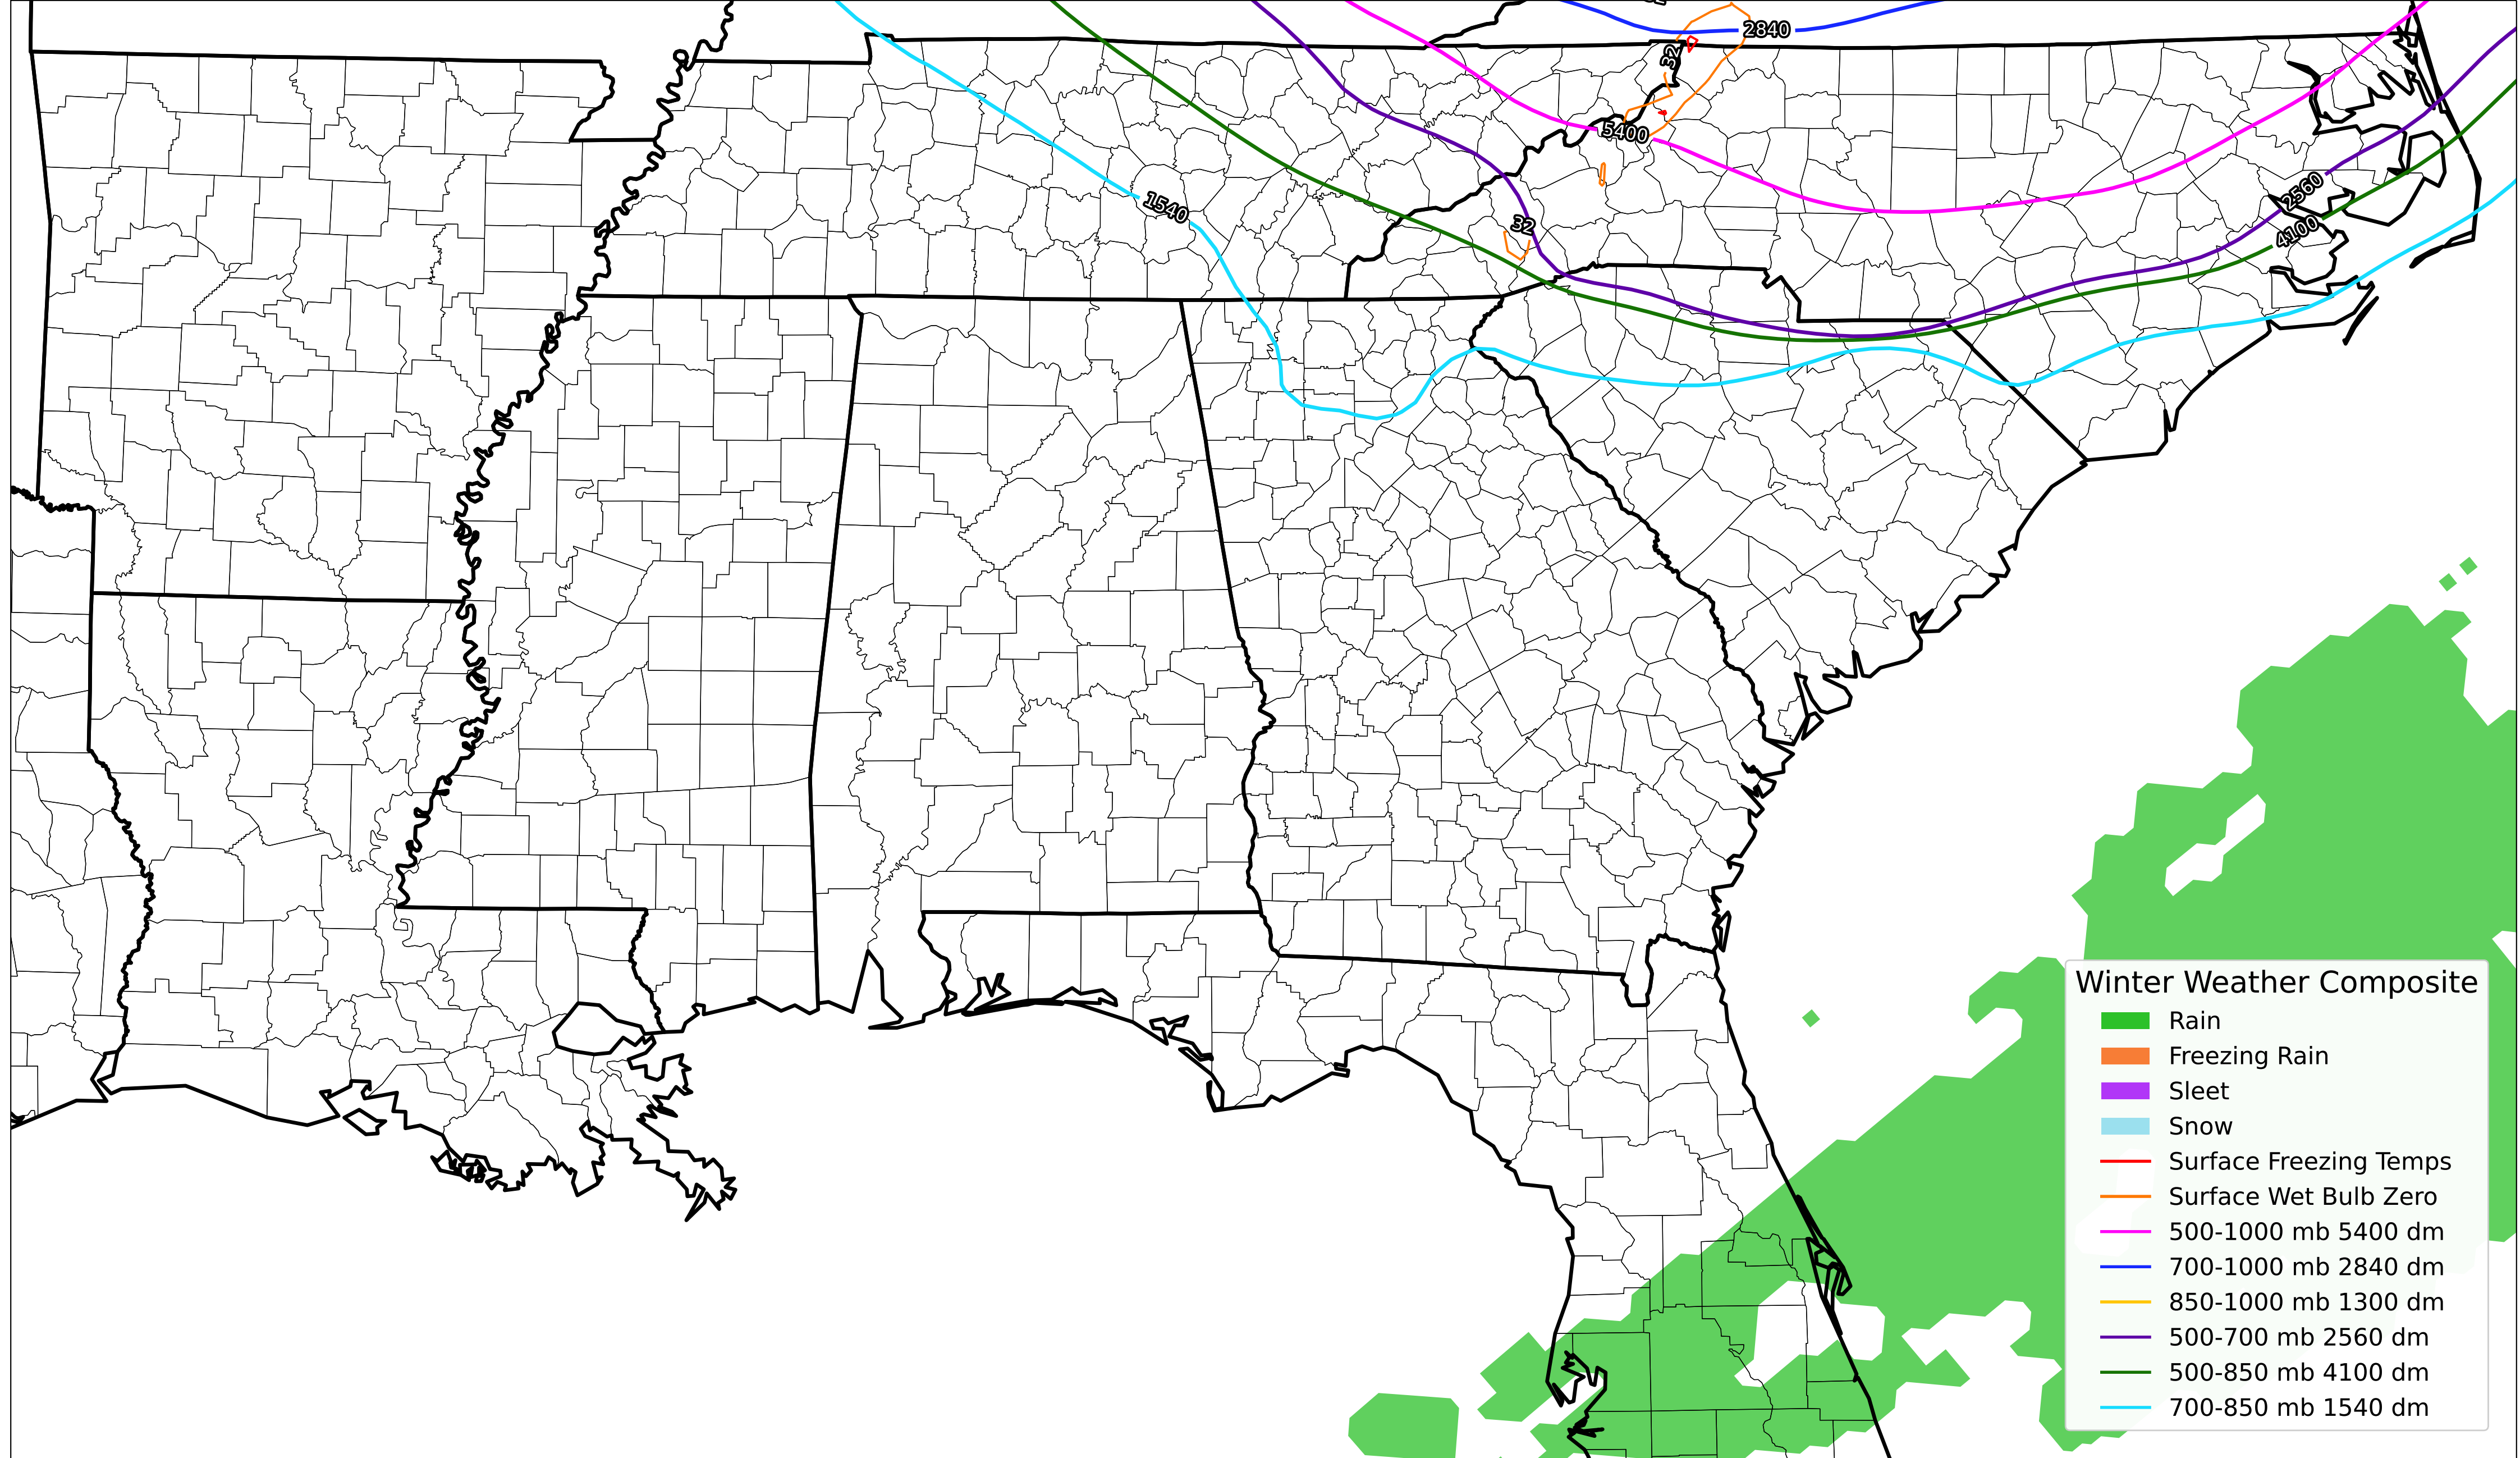 2840
32
5400
1540
32
2560
4100
Winter Weather Composite
Rain
Freezing Rain
Sleet
Snow
Surface Freezing Temps
Surface Wet Bulb Zero
500-1000 mb 5400 dm
700-1000 mb 2840 dm
850-1000 mb 1300 dm
500-700 mb 2560 dm
500-850 mb 4100 dm
700-850 mb 1540 dm